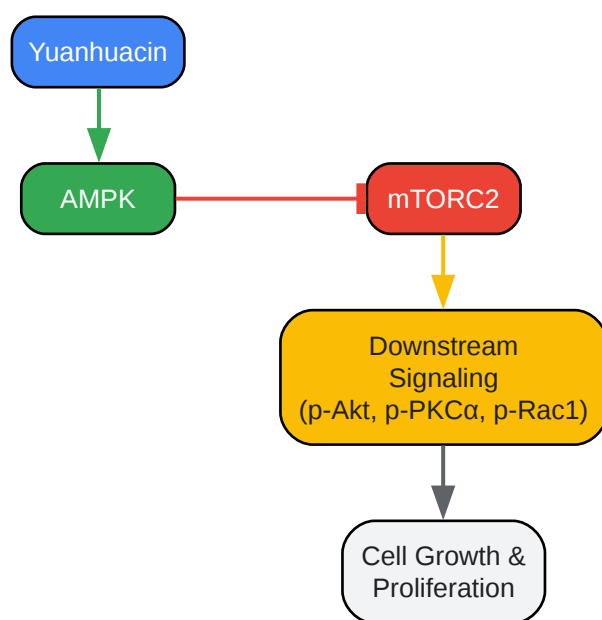 Yuanhuacin
AMPK
mTORC2
Downstream
Signaling
(p-Akt, p-PKCα, p-Rac1)
Cell Growth &
Proliferation